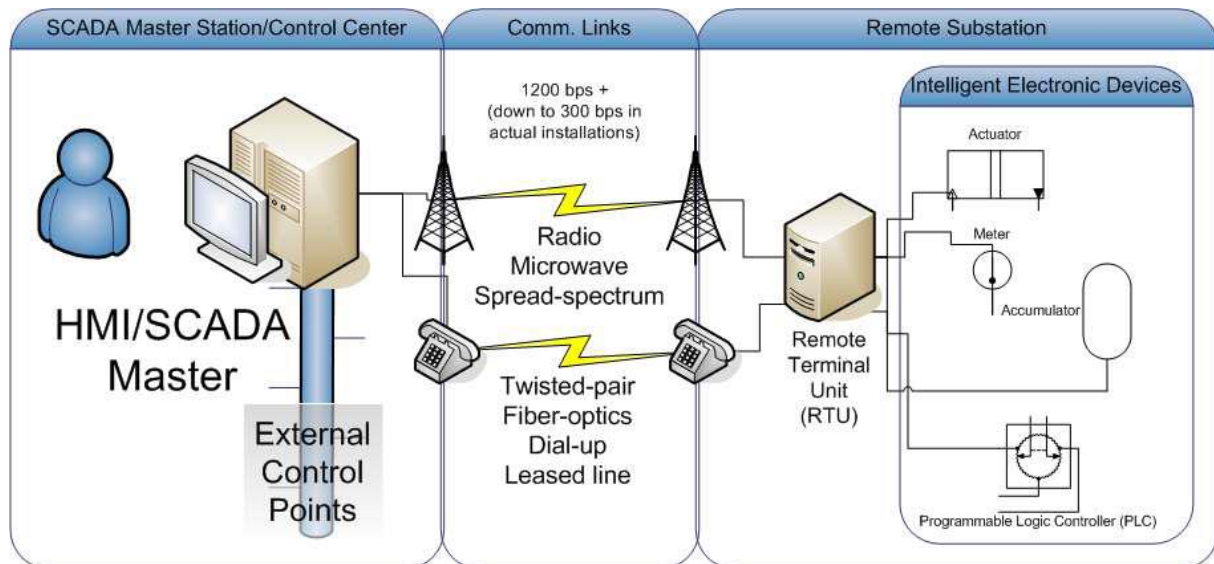 SCADA Master Station/Control Center
Comm. Links
Remote Substation
1200 bps +
(down to 300 bps in
actual installations)
Intelligent Electronic Devices
Actuator
Radio
Microwave
Spread-spectrum
Meter
Accumulator
HMI/SCADA
Master
Remote
Terminal
Unit
(RTU)
Twisted-pair
Fiber-optics
Dial-up
Leased line
External
Control
Points
Programmable Logic Controller (PLC)